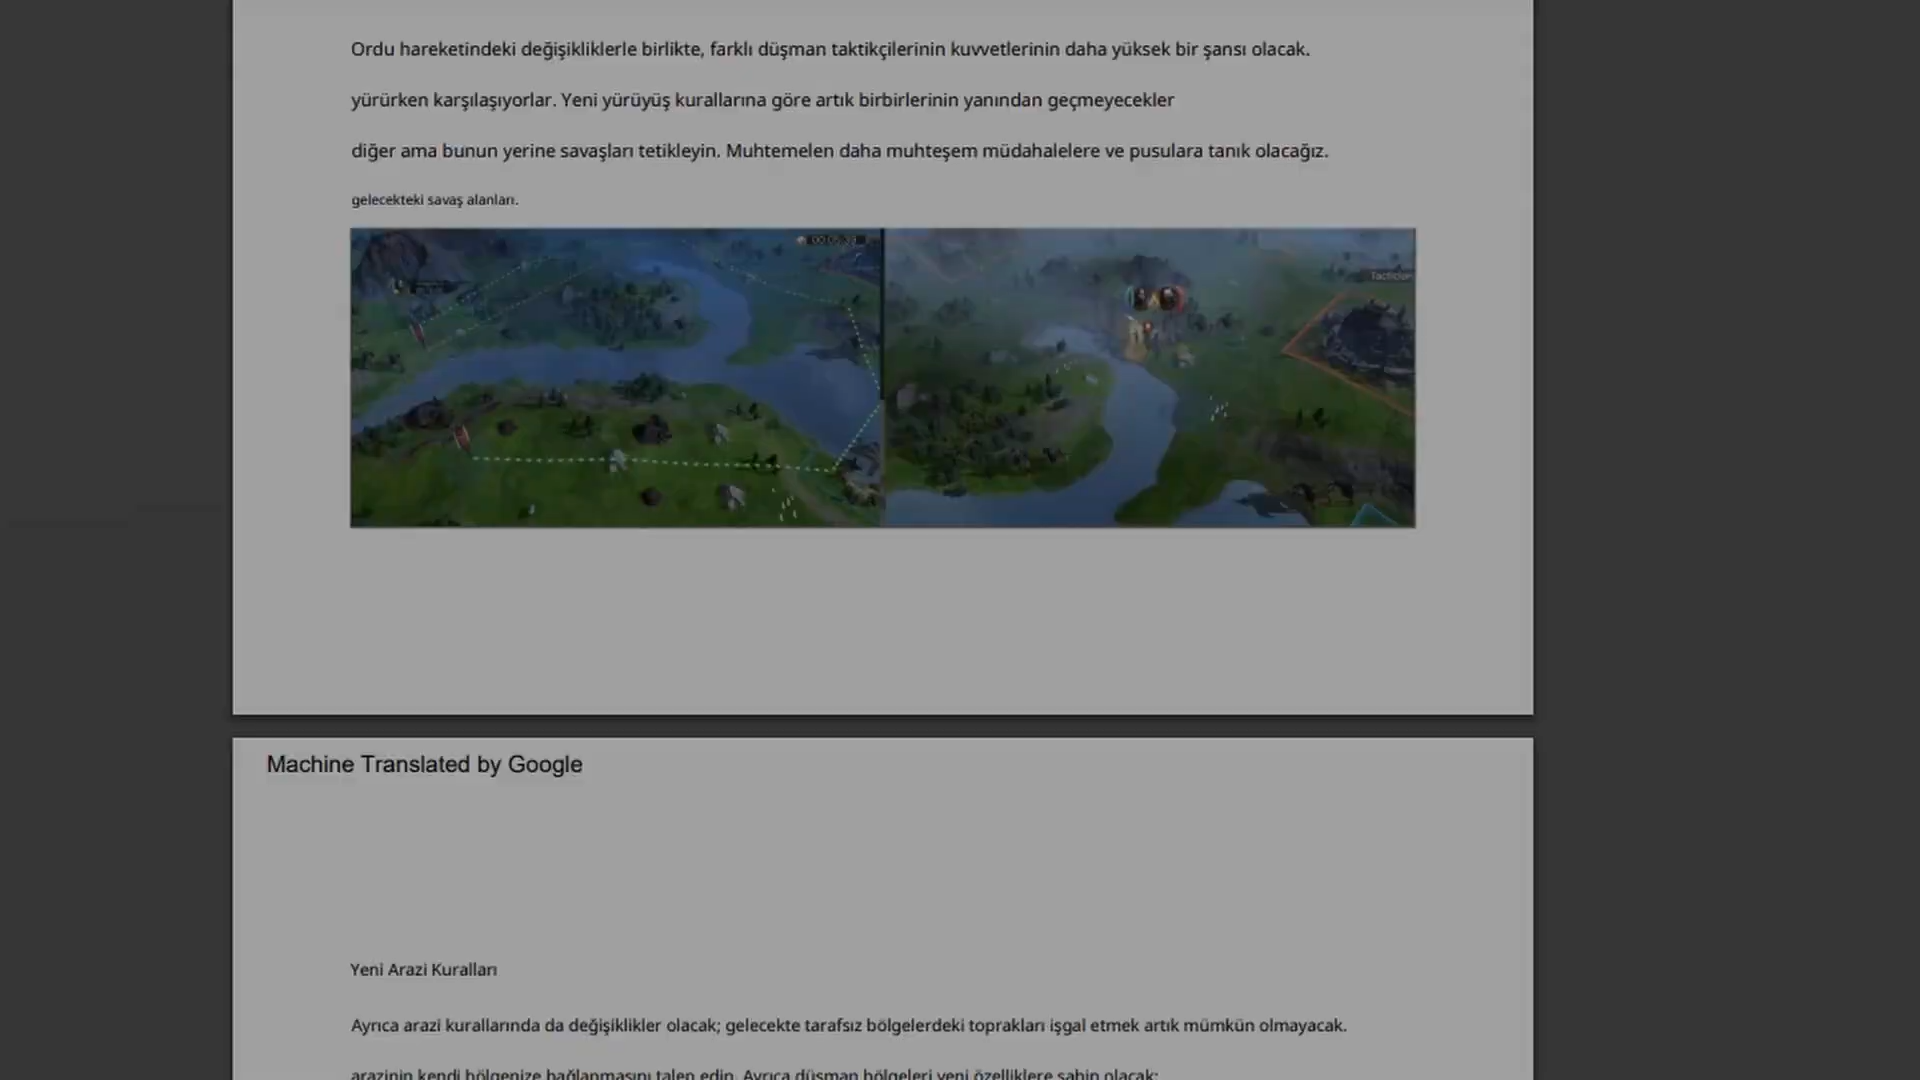 Ordu hareketindeki değişikliklerle birlikte, farklı düşman taktikçilerinin kuvvetlerinin daha yüksek bir şansı olacak.
yürürken karşılaşıyorlar. Yeni yürüyüş kurallarına göre artık birbirlerinin yanından geçmeyecekler
diğer ama bunun yerine savaşları tetikleyin. Muhtemelen daha muhteşem müdahalelere ve pusulara tanık olacağız.
gelecekteki savaş alanları.
Tactician
Machine Translated by Google
Yeni Arazi Kuralları
Ayrıca arazi kurallarında da değişiklikler olacak; gelecekte tarafsız bölgelerdeki toprakları işgal etmek artık mümkün olmayacak.
arazinin kendi bölgenize bağlanmasını talep edin. Ayrıca düşman bölgeleri yeni özelliklere sahip olacak: